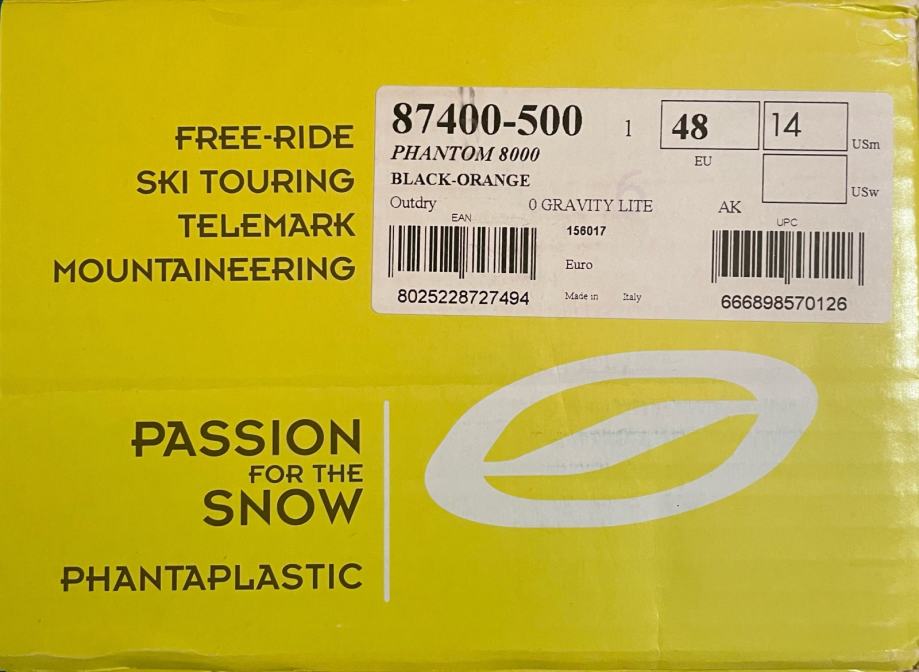 FREE-RIDE
SKI TOURING
TELEMARK
MOUNTAINEERING
87400-500 1 48 14 USm
EU
PHANTOM 8000
BLACK-ORANGE
USw
Outdry 0 GRAVITY LITE AK
EAN 156017 UPC
Euro
8025228727494 Made in Italy 666898570126
PASSION
FOR THE
SNOW
PHANTAPLASTIC